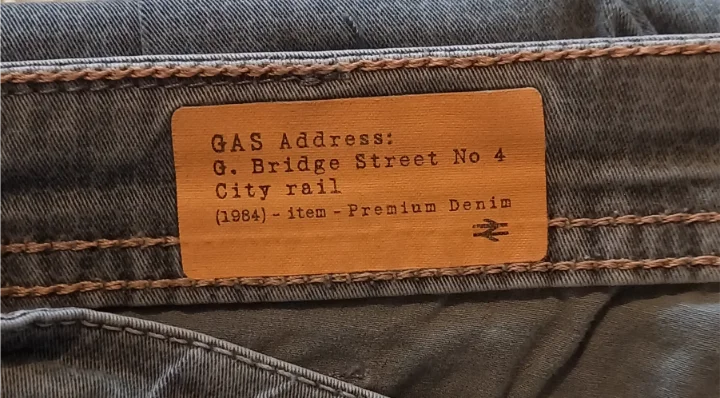 GAS Address:
G. Bridge Street No 4
City rail
(1984) - item - Premium Denim